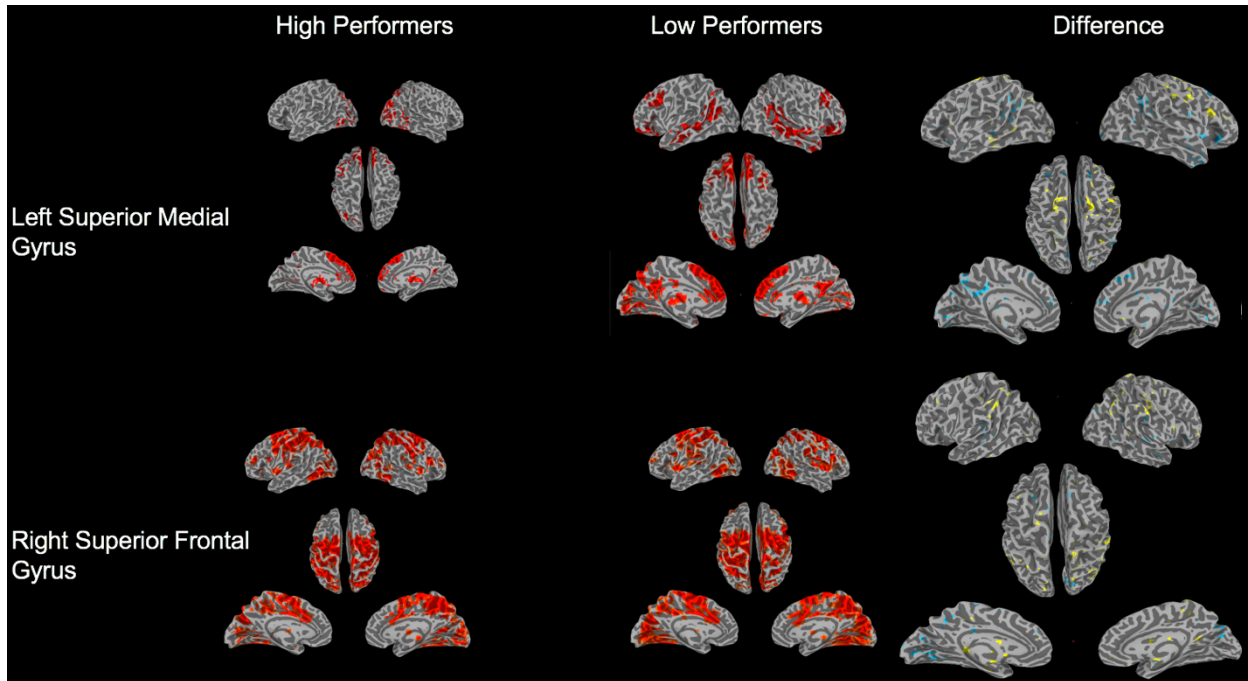 High Performers
Low Performers
Difference
Left Superior Medial
Gyrus
Right Superior Frontal
Gyrus